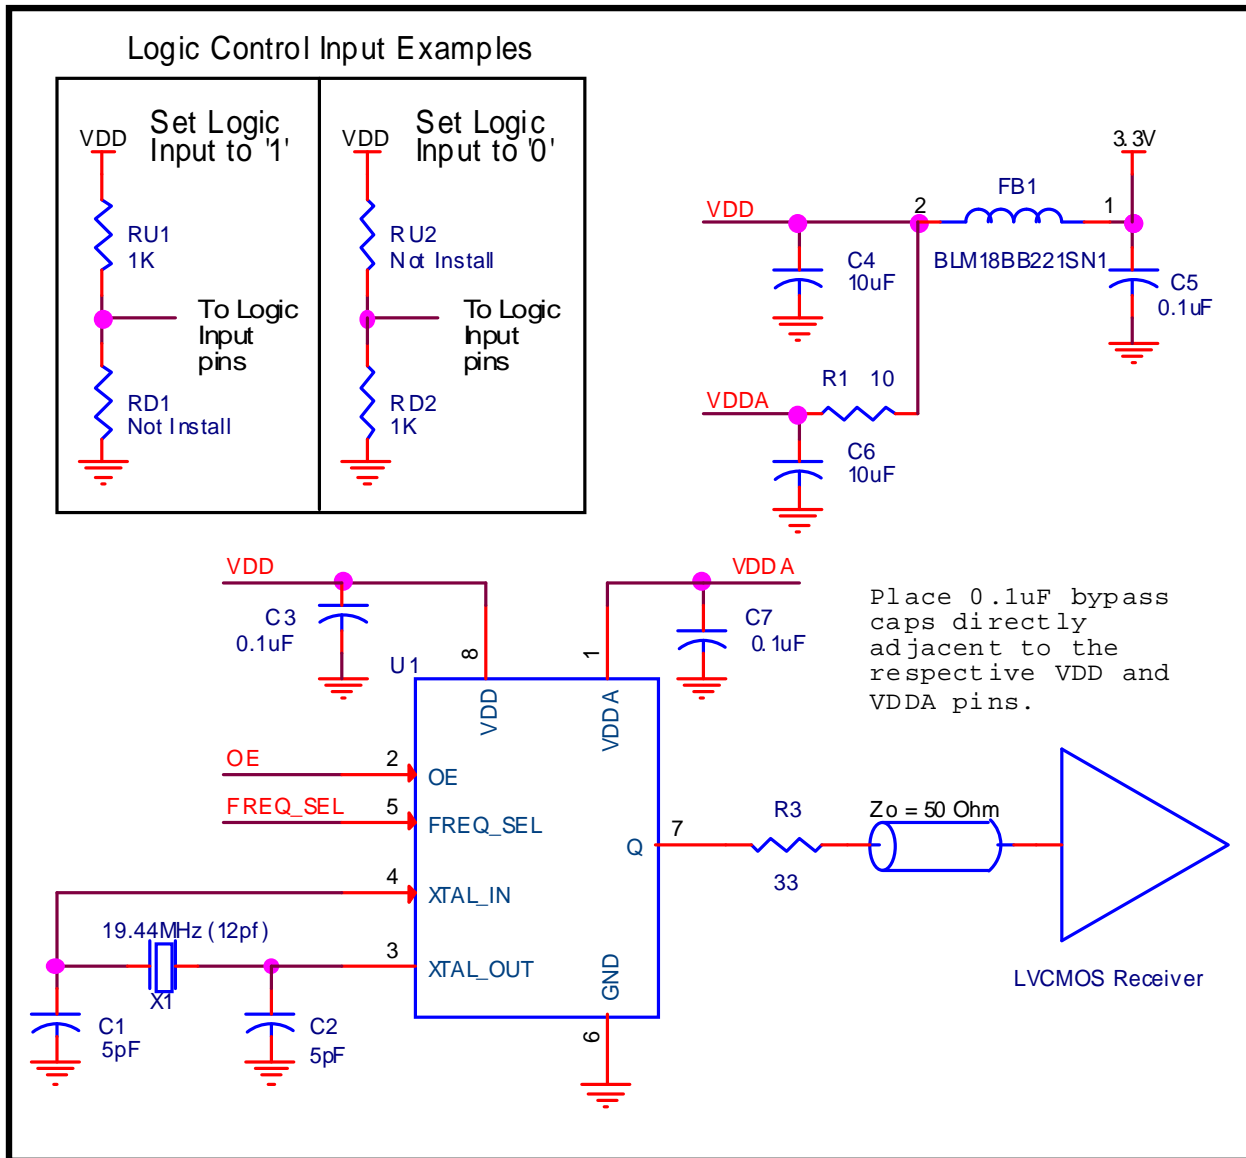 Logic Control Input Examples
Set Logic
Input to '1'
VDD
RU1
1K
To Logic
Input
pins
RD1
Not Install
Set Logic
Input to '0'
VDD
RU2
Not Install
To Logic
Input
pins
RD2
1K
3.3V
FB1
VDD
2
1
BLM18BB221SN1
C4
10uF
C5
0.1uF
R1 10
VDDA
C6
10uF
VDD
C3
0.1uF
VDDA
C7
0.1uF
Place 0.1uF bypass
caps directly
adjacent to the
respective VDD and
VDDA pins.
U1
8
VDD
1
VDDA
OE
2
OE
FREQ_SEL
5
FREQ_SEL
4
XTAL_IN
3
XTAL_OUT
Q
7
GND
6
R3
33
Zo = 50 Ohm
LVCMOS Receiver
19.44MHz (12pf)
X1
C1
5pF
C2
5pF